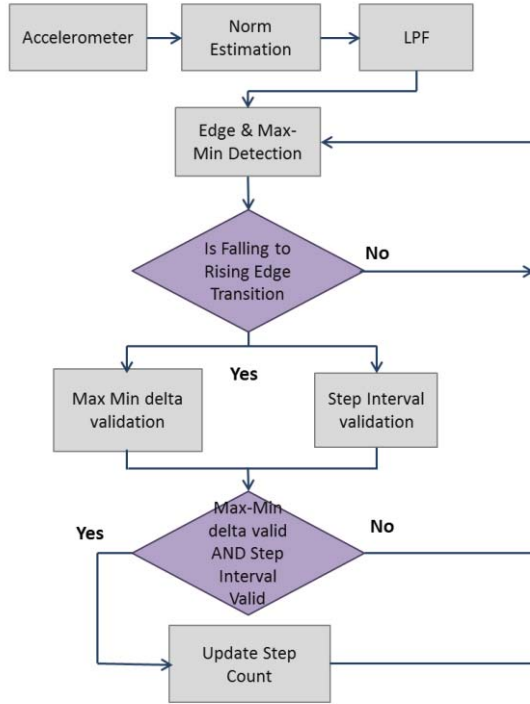 Accelerometer
Norm
Estimation
LPF
Edge & Max-
Min Detection
Is Falling to
Rising Edge
Transition
No
Yes
Max Min delta
validation
Step Interval
validation
Max-Min
delta valid
AND Step
Interval
Valid
Yes
No
Update Step
Count